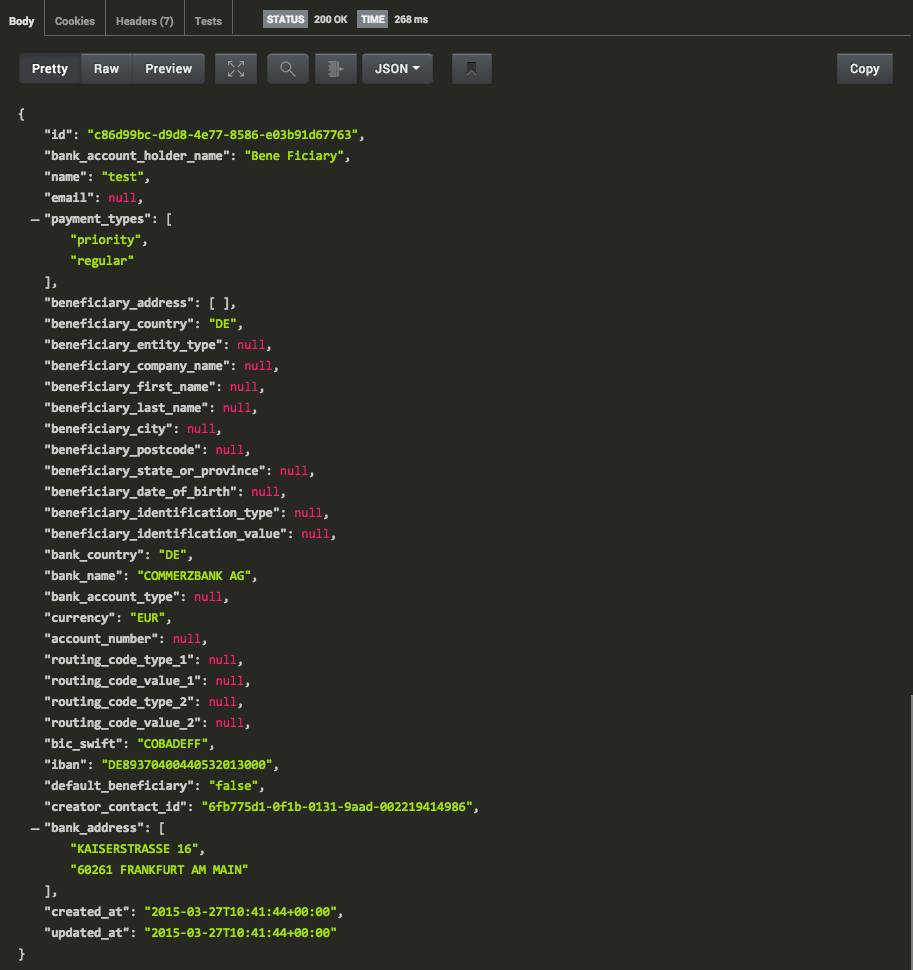 Body Cookies Headers (7) Tests STATUS 200 OK TIME 268 ms
Pretty Raw Preview JSON Copy
{
"id": "c86d99bc-d9d8-4e77-8586-e03b91d67763",
"bank_account_holder_name": "Bene Ficiary",
"name": "test",
"email": null,
"payment_types": [
"priority",
"regular"
],
"beneficiary_address": [ ],
"beneficiary_country": "DE",
"beneficiary_entity_type": null,
"beneficiary_company_name": null,
"beneficiary_first_name": null,
"beneficiary_last_name": null,
"beneficiary_city": null,
"beneficiary_postcode": null,
"beneficiary_state_or_province": null,
"beneficiary_date_of_birth": null,
"beneficiary_identification_type": null,
"beneficiary_identification_value": null,
"bank_country": "DE",
"bank_name": "COMMERZBANK AG",
"bank_account_type": null,
"currency": "EUR",
"account_number": null,
"routing_code_type_1": null,
"routing_code_value_1": null,
"routing_code_type_2": null,
"routing_code_value_2": null,
"bic_swift": "COBADEFF",
"iban": "DE89370400440532013000",
"default_beneficiary": "false",
"creator_contact_id": "6fb775d1-0f1b-0131-9aad-002219414986",
"bank_address": [
"KAISERSTRASSE 16",
"60261 FRANKFURT AM MAIN"
],
"created_at": "2015-03-27T10:41:44+00:00",
"updated_at": "2015-03-27T10:41:44+00:00"
}